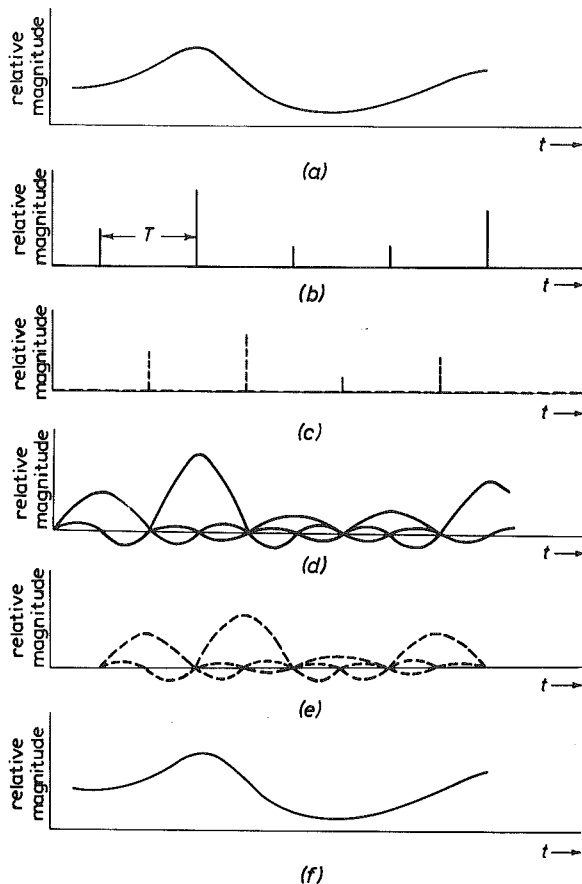 relative
magnitude
t
(a)
relative
magnitude
T
t
(b)
relative
magnitude
t
(c)
relative
magnitude
t
(d)
relative
magnitude
t
(e)
relative
magnitude
t
(f)